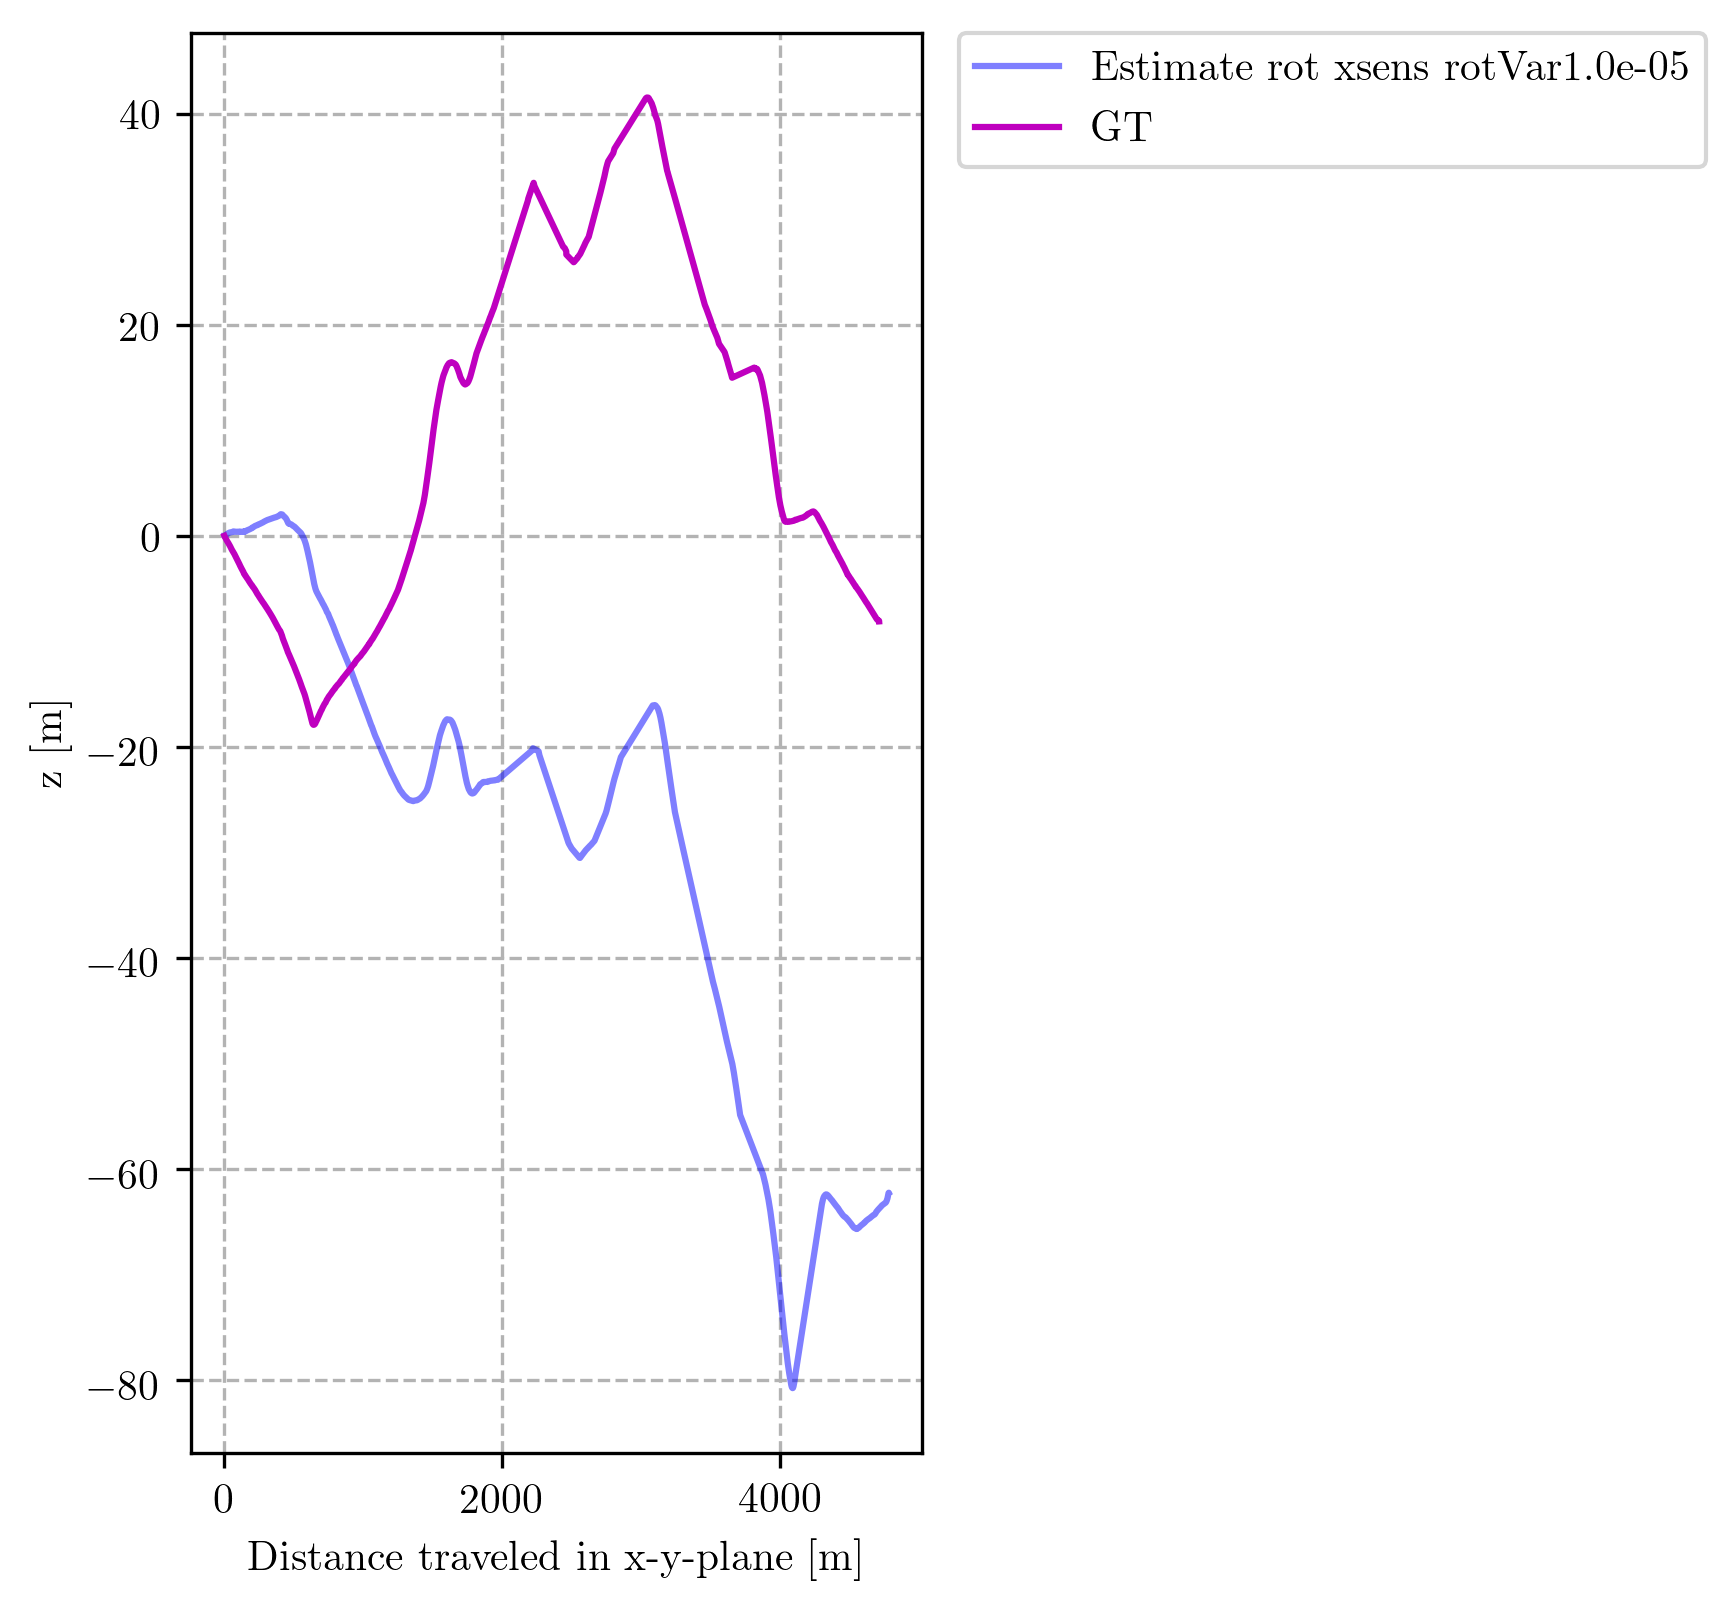 Estimate rot xsens rotVar1.0e-05
GT
40
20
0
−20
−40
−60
−80
z [m]
0 2000 4000
Distance traveled in x-y-plane [m]